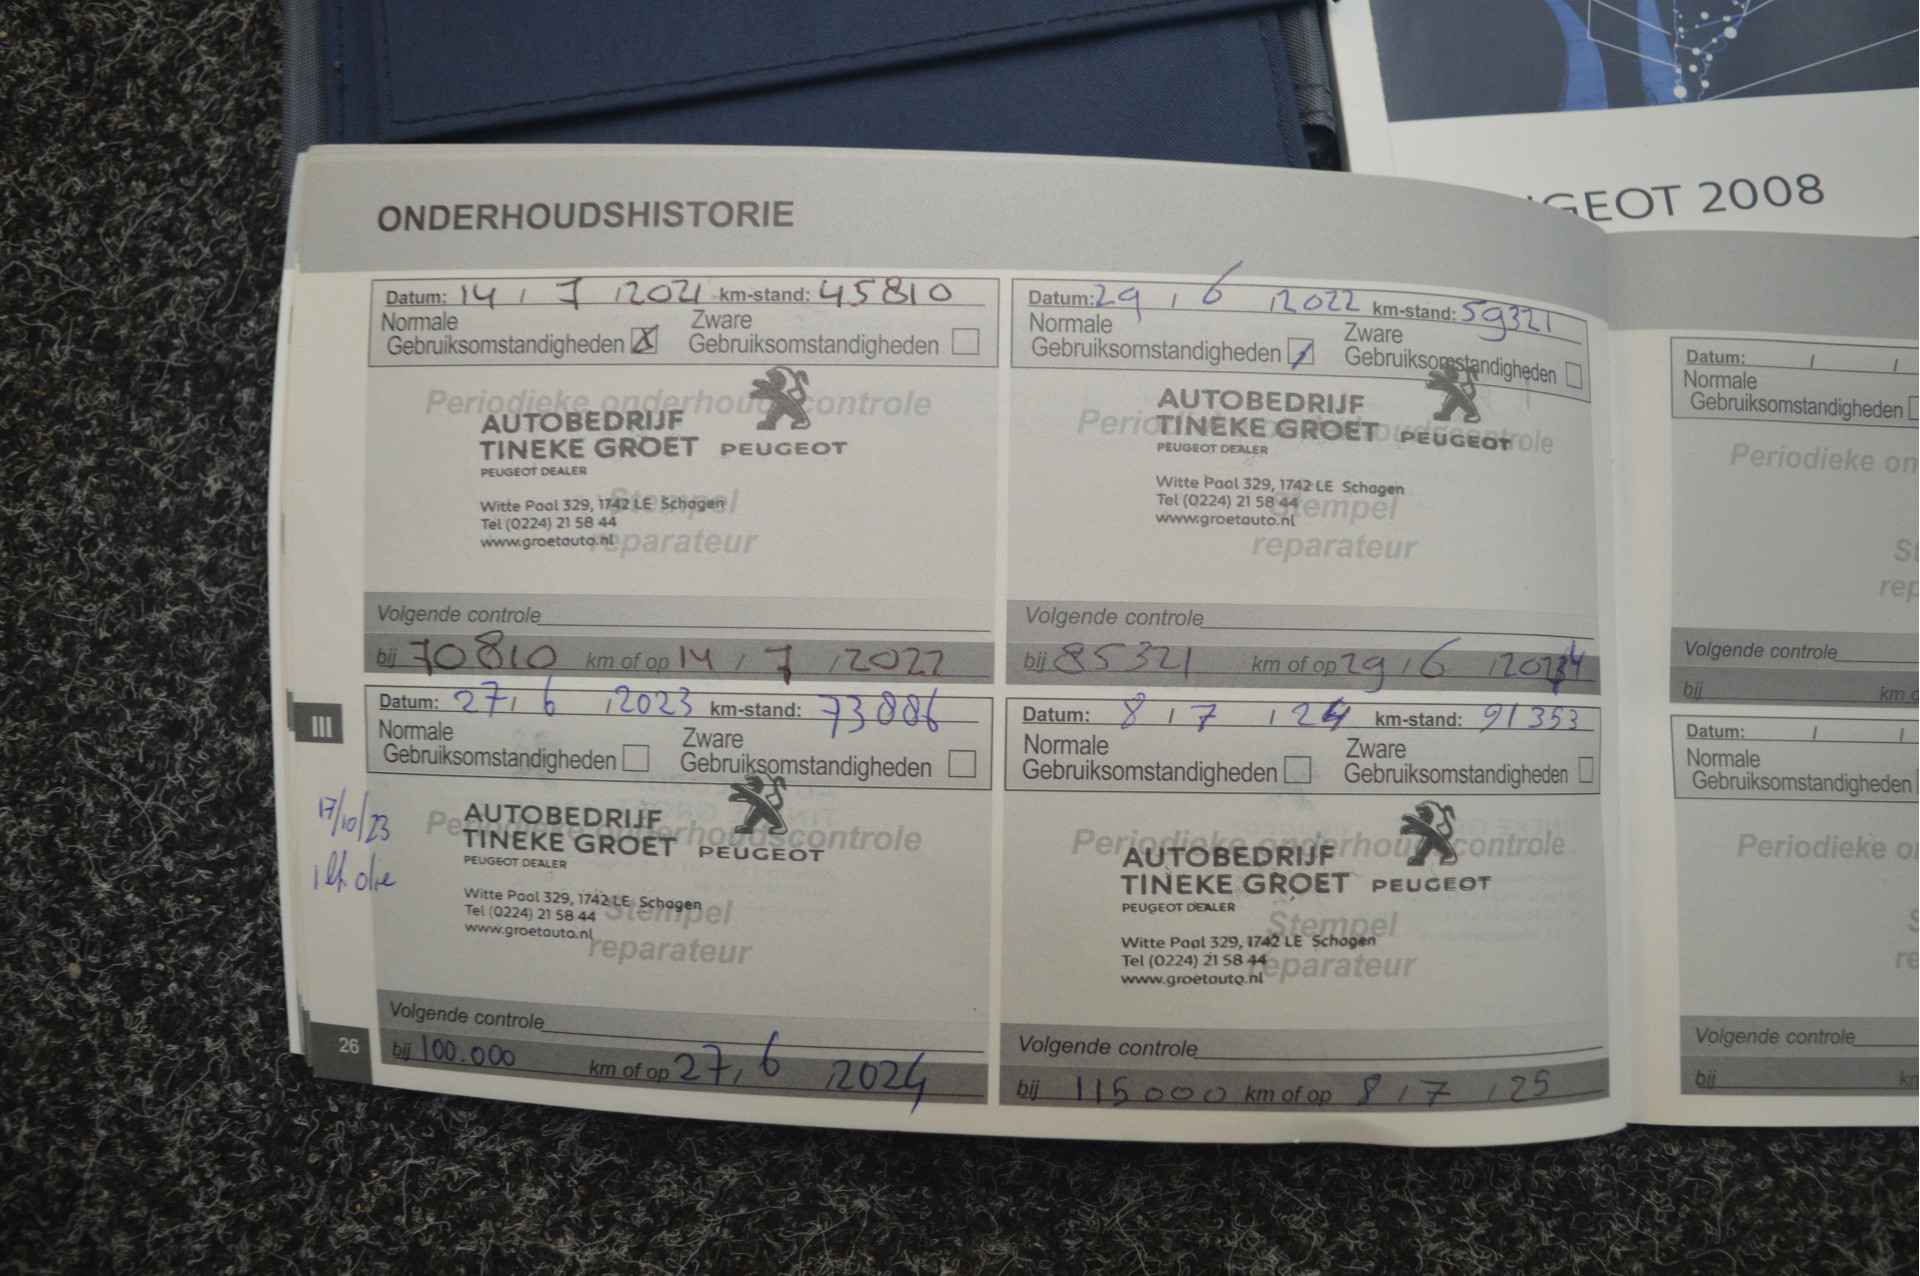 GEOT 2008
ONDERHOUDSHISTORIE
Datum: 14 / 7 / 2021 km-stand: 45810
Normale
Gebruiksomstandigheden X
Zware
Gebruiksomstandigheden
Periodieke onderhoudscontrole
AUTOBEDRIJF
TINEKE GROET PEUGEOT
PEUGEOT DEALER
Witte Paal 329, 1742 LE Schagen
Tel (0224) 21 58 44
www.groetauto.nl
Stempel
reparateur
Volgende controle
bij 70810 km of op 14 / 7 / 2022
Datum: 29 / 6 / 2022 km-stand: 59321
Normale
Gebruiksomstandigheden
Zware
Gebruiksomstandigheden
Periodieke onderhoudscontrole
AUTOBEDRIJF
TINEKE GROET PEUGEOT
PEUGEOT DEALER
Witte Paal 329, 1742 LE Schagen
Tel (0224) 21 58 44
www.groetauto.nl
Stempel
reparateur
Volgende controle
bij 85321 km of op 29 / 6 /
Datum: 27 / 6 / 2023 km-stand: 73886
Normale
Gebruiksomstandigheden
Zware
Gebruiksomstandigheden
Periodieke onderhoudscontrole
AUTOBEDRIJF
TINEKE GROET PEUGEOT
PEUGEOT DEALER
Witte Paal 329, 1742 LE Schagen
Tel (0224) 21 58 44
www.groetauto.nl
Stempel
reparateur
Volgende controle
bij 100.000 km of op 27 / 6 / 2024
III
17/10/23
1 olie
26
Datum: 8 / 7 / 24 km-stand: 91353
Normale
Gebruiksomstandigheden
Zware
Gebruiksomstandigheden
Periodieke onderhoudscontrole
AUTOBEDRIJF
TINEKE GROET PEUGEOT
PEUGEOT DEALER
Witte Paal 329, 1742 LE Schagen
Tel (0224) 21 58 44
www.groetauto.nl
Stempel
reparateur
Volgende controle
bij 115000 km of op 8 / 7 / 25
Datum: / /
Normale
Gebruiksomstandigheden
Periodieke on
St
rep
Volgende controle
bij km o
Datum: / /
Normale
Gebruiksomstandigheden
Periodieke o
S
re
Volgende controle
bij km